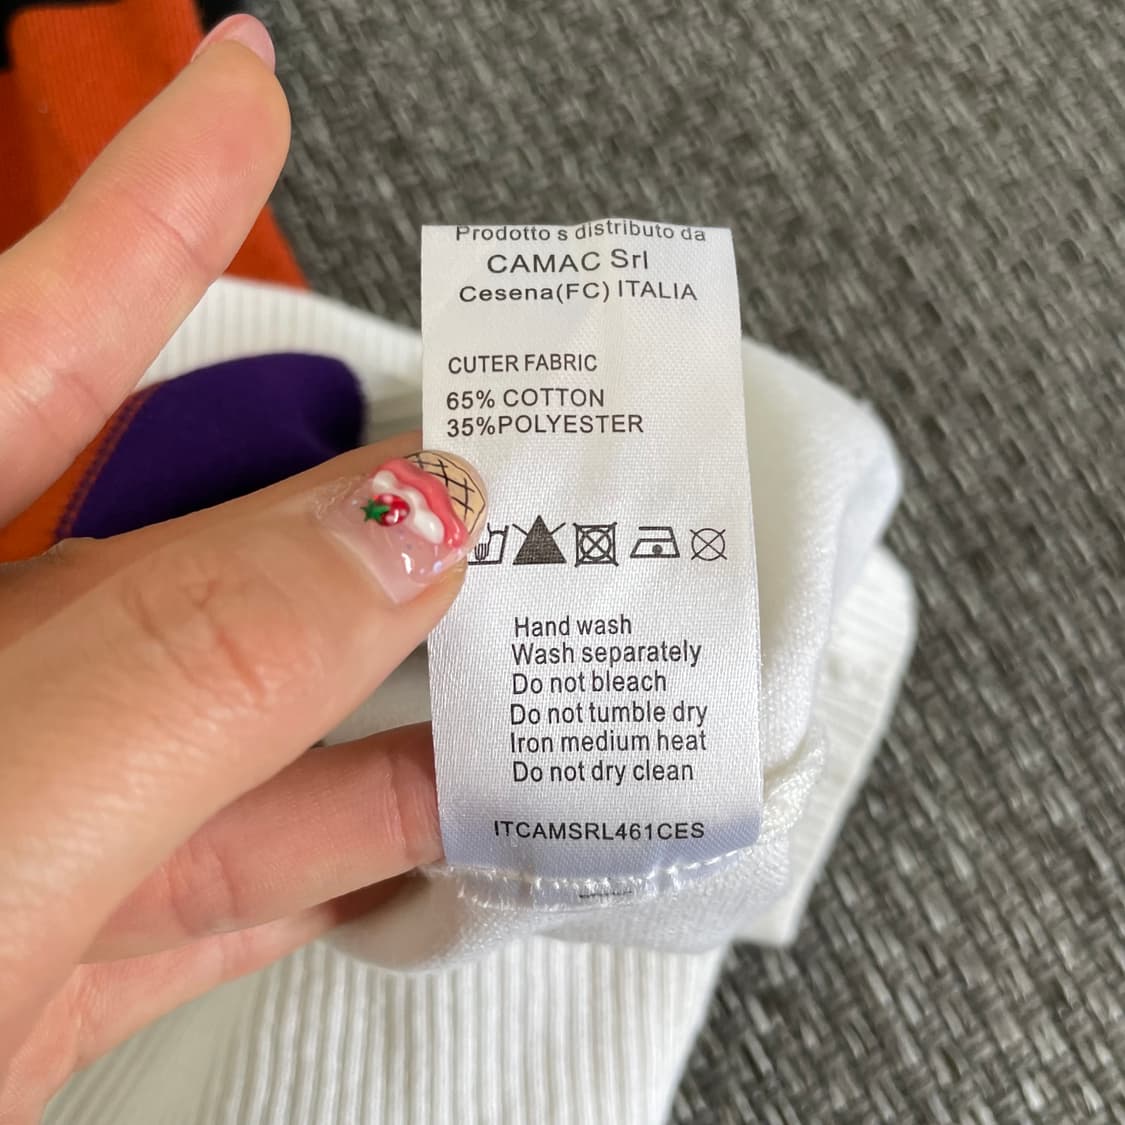 Prodotto s distributo da
CAMAC Srl
Cesena(FC) ITALIA
CUTER FABRIC
65% COTTON
35%POLYESTER
Hand wash
Wash separately
Do not bleach
Do not tumble dry
Iron medium heat
Do not dry clean
ITCAMSRL461CES